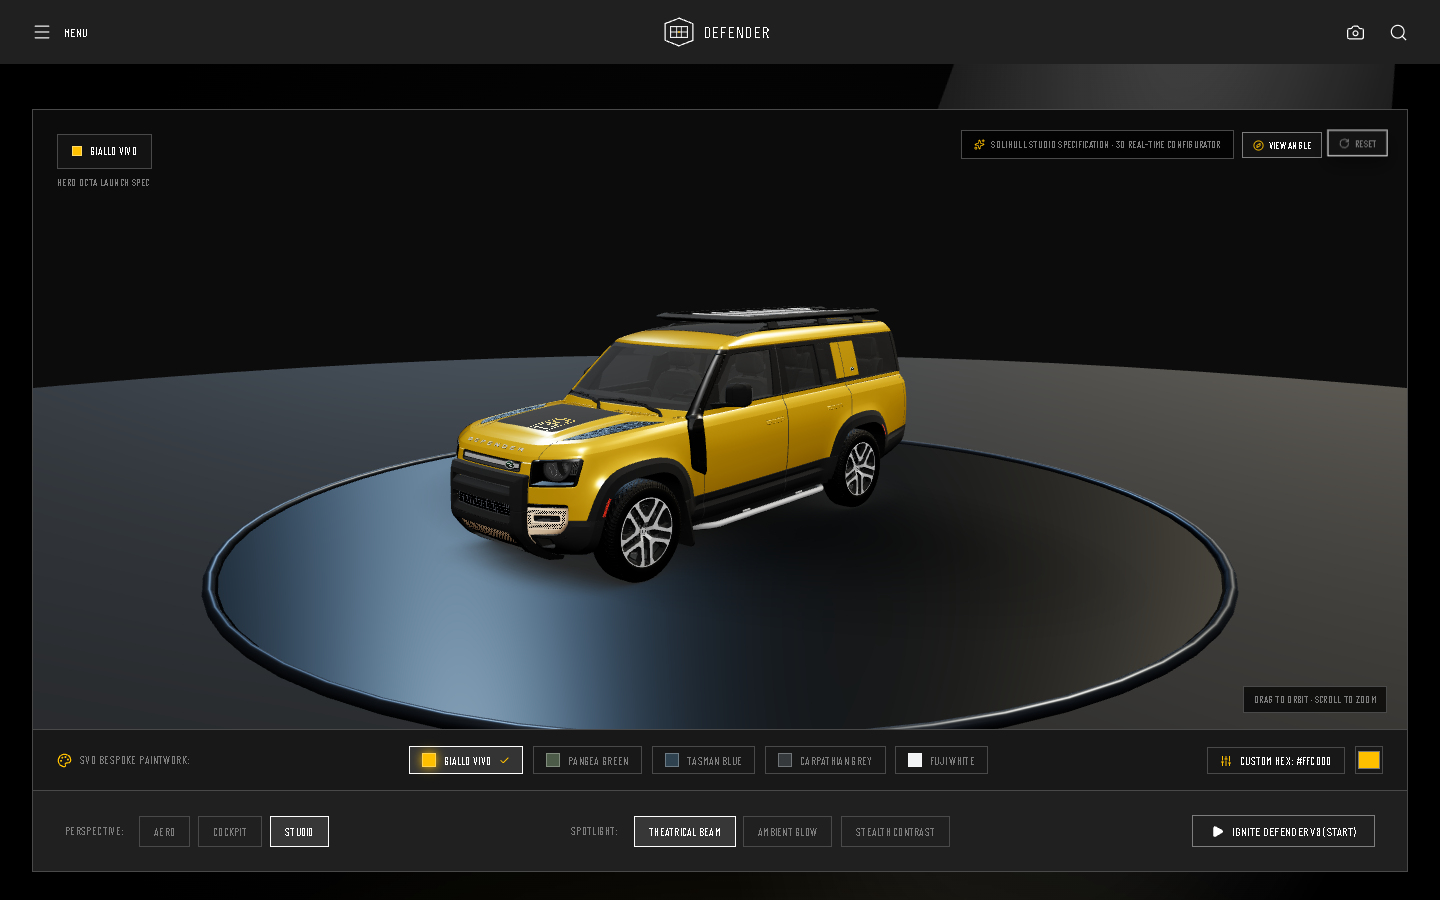 MENU
DEFENDER
GIALLO VIVO
HERO OCTA LAUNCH SPEC
SOLIHULL STUDIO SPECIFICATION · 3D REAL-TIME CONFIGURATOR
VIEW ANGLE
RESET
DEFENDER
DRAG TO ORBIT · SCROLL TO ZOOM
SVO BESPOKE PAINTWORK:
GIALLO VIVO
PANGEA GREEN
TASMAN BLUE
CARPATHIAN GREY
FUJI WHITE
CUSTOM HEX: #FFC000
PERSPECTIVE:
AERO
COCKPIT
STUDIO
SPOTLIGHT:
THEATRICAL BEAM
AMBIENT GLOW
STEALTH CONTRAST
IGNITE DEFENDER V8 (START)